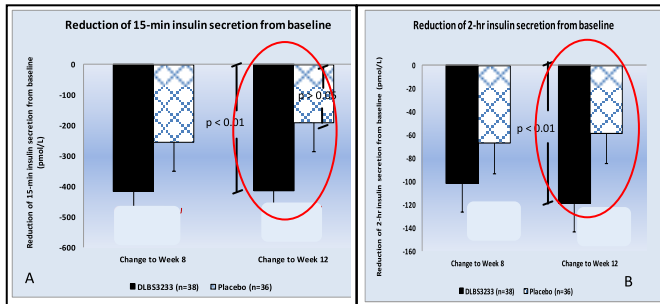 Reduction of 15-min insulin secretion from baseline
Reduction of 15-min insulin secretion from baseline
(pmol/L)
0
-100
-200
-300
-400
-500
-600
p < 0.01
p > 0.05
Change to Week 8
Change to Week 12
A
DLBS3233 (n=38)
Placebo (n=36)
Reduction of 2-hr insulin secretion from baseline
Reduction of 2-hr insulin secretion from baseline (pmol/L)
0
-20
-40
-60
-80
-100
-120
-140
-160
p < 0.01
Change to Week 8
Change to Week 12
B
DLBS3233 (n=38)
Placebo (n=36)